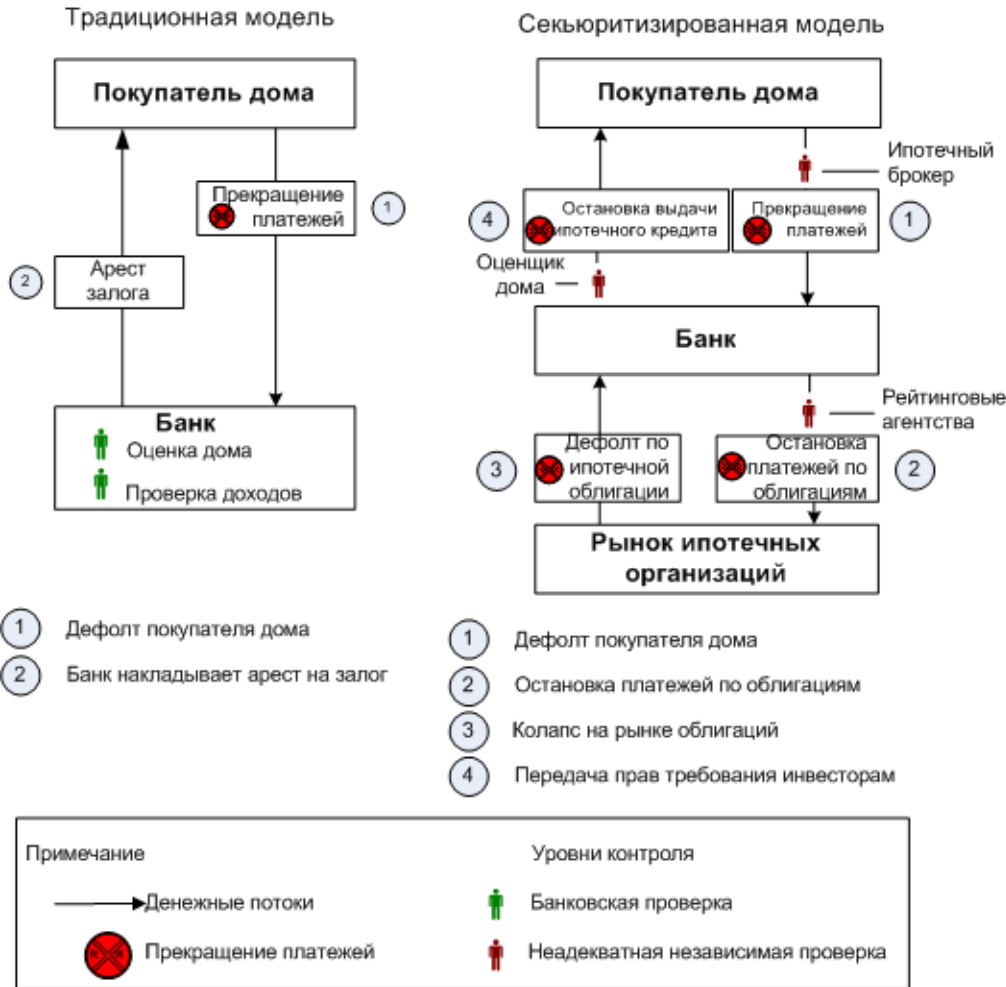 Традиционная модель
Покупатель дома
Прекращение
платежей
1
2
Арест
залога
Банк
Оценка дома
Проверка доходов
1 Дефолт покупателя дома
2 Банк накладывает арест на залог
Секьюритизированная модель
Покупатель дома
Ипотечный
брокер
4
Остановка выдачи
ипотечного кредита
Прекращение
платежей
1
Оценщик
дома
Банк
Рейтинговые
агентства
3
Дефолт по
ипотечной
облигации
Остановка
платежей по
облигациям
2
Рынок ипотечных
организаций
1 Дефолт покупателя дома
2 Остановка платежей по облигациям
3 Колапс на рынке облигаций
4 Передача прав требования инвесторам
Примечание
Денежные потоки
Прекращение платежей
Уровни контроля
Банковская проверка
Неадекватная независимая проверка